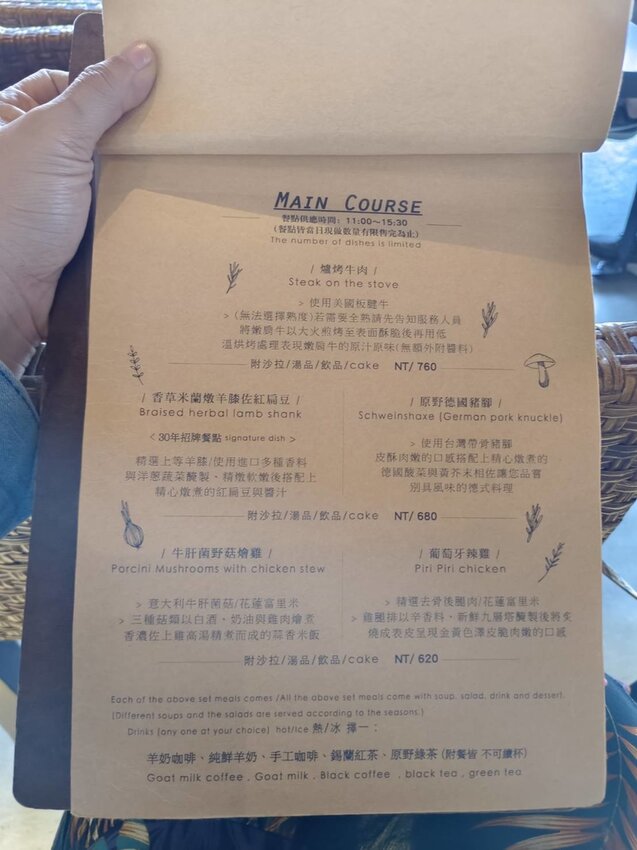 MAIN COURSE
餐點供應時間：11:00～15:30
(餐點皆當日現做數量有限售完為止)
The number of dishes is limited
/ 爐烤牛肉 /
Steak on the stove
> 使用美國板腱牛
> (無法選擇熟度)若需要全熟請先告知服務人員
將嫩肩牛以大火煎烤至表面酥脆後再用低
溫烘烤處理表現嫩肩牛的原汁原味(無額外附醬料)
附沙拉/湯品/飲品/cake NT/ 760
/ 香草米蘭燉羊膝佐紅扁豆 /
Braised herbal lamb shank
< 30年招牌餐點 signature dish >
精選上等羊膝/使用進口多種香料
與洋蔥蔬菜醃製、精燉軟嫩後搭配上
精心燉煮的紅扁豆與醬汁
/ 原野德國豬腳 /
Schweinshaxe (German pork knuckle)
> 使用台灣帶骨豬腳
皮酥肉嫩的口感搭配上精心燉煮的
德國酸菜與黃芥末相佐讓您品嘗
別具風味的德式料理
附沙拉/湯品/飲品/cake NT/ 680
/ 牛肝菌野菇燴雞 /
Porcini Mushrooms with chicken stew
> 意大利牛肝菌菇/花蓮富里米
> 三種菇類以白酒、奶油與雞肉燴煮
香濃佐上雞高湯精煮而成的蒜香米飯
/ 葡萄牙辣雞 /
Piri Piri chicken
> 精選去骨後腿肉/花蓮富里米
> 雞腿排以辛香料、新鮮九層塔醃製後將炙
燒成表皮呈現金黃色澤皮脆肉嫩的口感
附沙拉/湯品/飲品/cake NT/ 620
Each of the above set meals comes /All the above set meals come with soup, salad, drink and dessert.
(Different soups and the salads are served according to the seasons.)
Drinks (any one at your choice) hot/ice 熱/冰 擇一：
羊奶咖啡、純鮮羊奶、手工咖啡、錫蘭紅茶、原野綠茶 (附餐皆 不可續杯)
Goat milk coffee . Goat milk . Black coffee . black tea . green tea